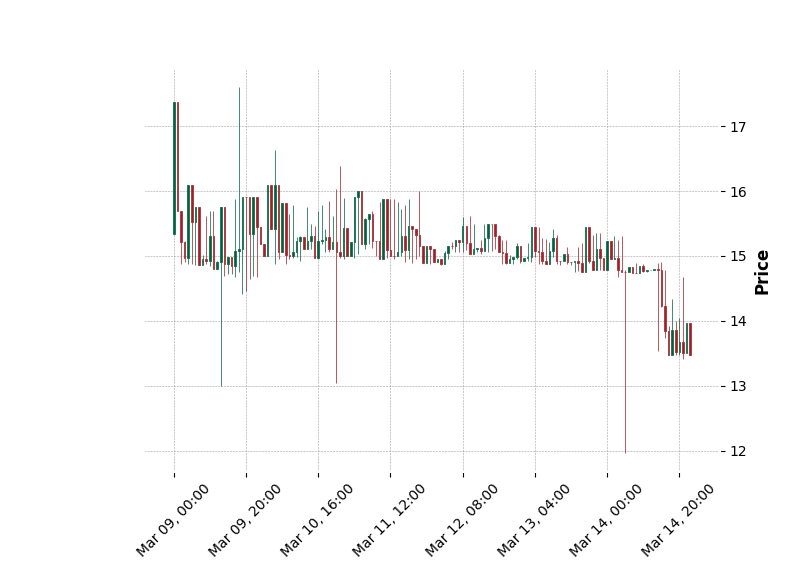 17
16
15
14
13
12
Price
Mar 09, 00:00
Mar 09, 20:00
Mar 10, 16:00
Mar 11, 12:00
Mar 12, 08:00
Mar 13, 04:00
Mar 14, 00:00
Mar 14, 20:00